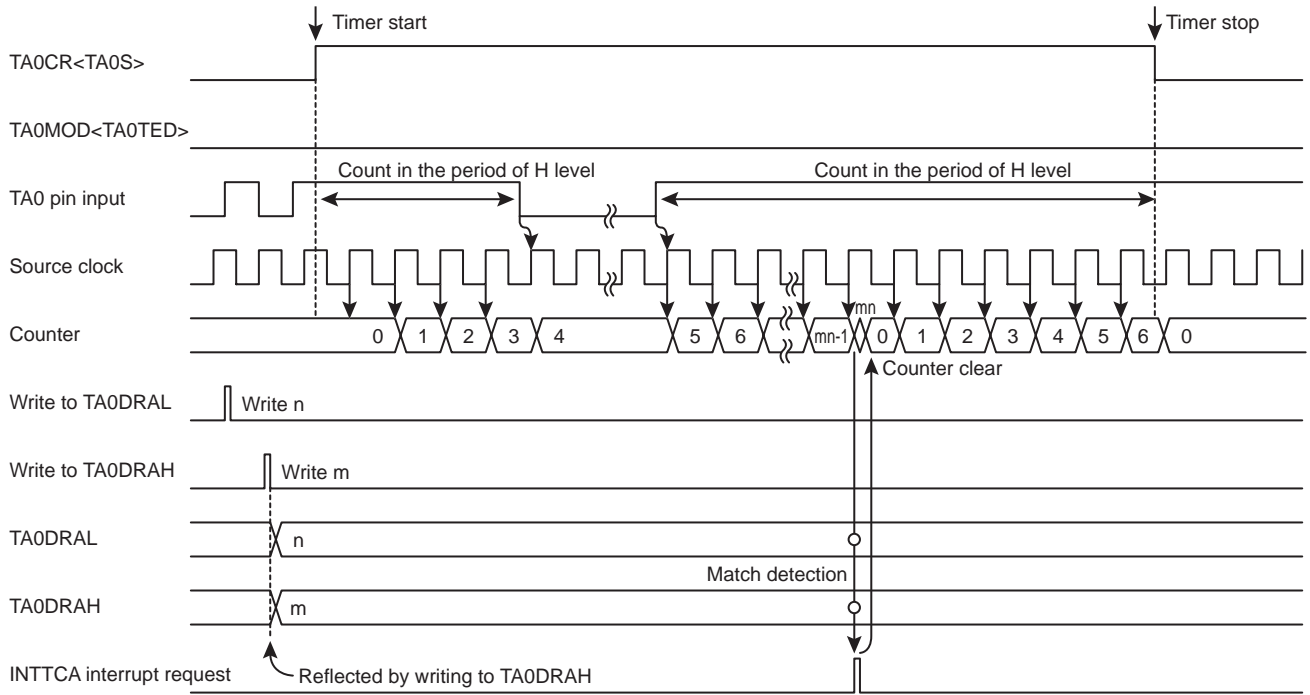 Timer start
Timer stop
TA0CR<TA0S>
TA0MOD<TA0TED>
Count in the period of H level
Count in the period of H level
TA0 pin input
Source clock
mn
Counter
0 1 2 3 4 5 6 mn-1 0 1 2 3 4 5 6 0
Counter clear
Write to TA0DRAL
Write n
Write to TA0DRAH
Write m
TA0DRAL
n
Match detection
TA0DRAH
m
INTTCA interrupt request
Reflected by writing to TA0DRAH